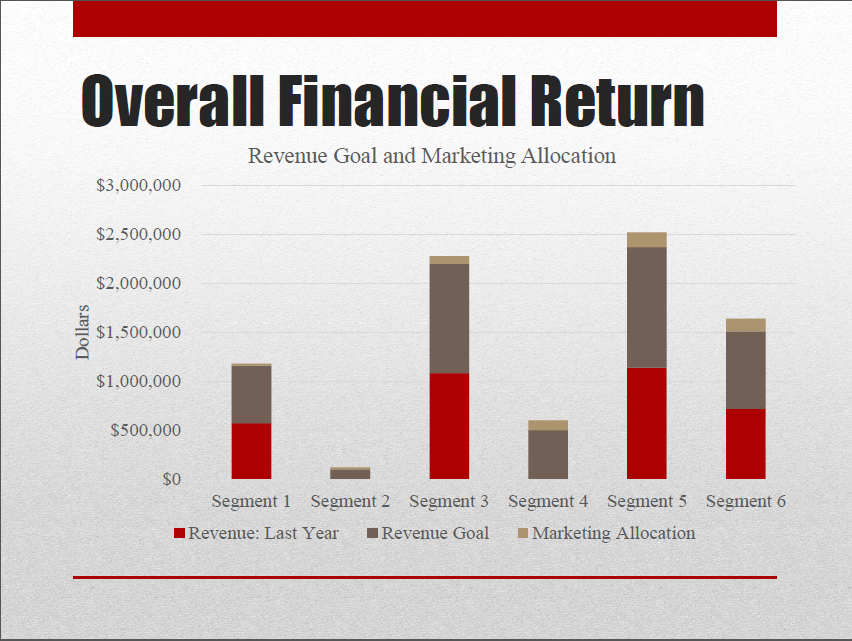 Overall Financial Return
Revenue Goal and Marketing Allocation
$3,000,000
$2,500,000
$2,000,000
$1,500,000
$1,000,000
$500,000
$0
Dollars
Segment 1 Segment 2 Segment 3 Segment 4 Segment 5 Segment 6
Revenue: Last Year Revenue Goal Marketing Allocation